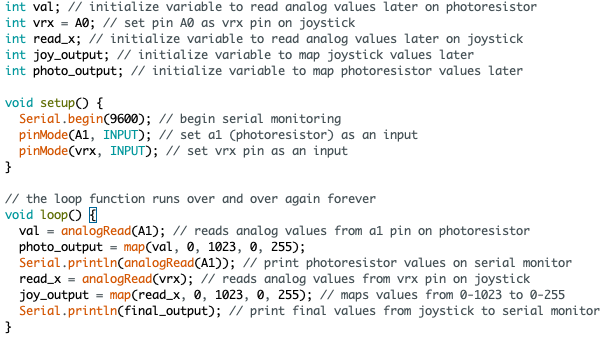 int val; // initialize variable to read analog values later on photoresistor
int vrx = A0; // set pin A0 as vrx pin on joystick
int read_x; // initialize variable to read analog values later on joystick
int joy_output; // initialize variable to map joystick values later
int photo_output; // initialize variable to map photoresistor values later

void setup() {
  Serial.begin(9600); // begin serial monitoring
  pinMode(A1, INPUT); // set a1 (photoresistor) as an input
  pinMode(vrx, INPUT); // set vrx pin as an input
}

// the loop function runs over and over again forever
void loop() {
  val = analogRead(A1); // reads analog values from a1 pin on photoresistor
  photo_output = map(val, 0, 1023, 0, 255);
  Serial.println(analogRead(A1)); // print photoresistor values on serial monitor
  read_x = analogRead(vrx); // reads analog values from vrx pin on joystick
  joy_output = map(read_x, 0, 1023, 0, 255); // maps values from 0-1023 to 0-255
  Serial.println(final_output); // print final values from joystick to serial monitor
}